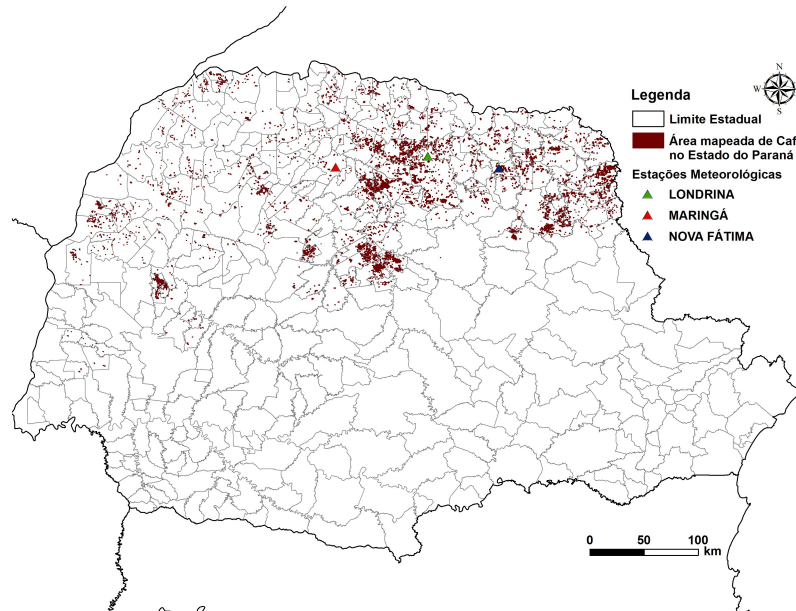 N
W
E
S
Legenda
Limite Estadual
Área mapeada de Caf
no Estado do Paraná
Estações Meteorológicas
LONDRINA
MARINGÁ
NOVA FÁTIMA
0 50 100
km